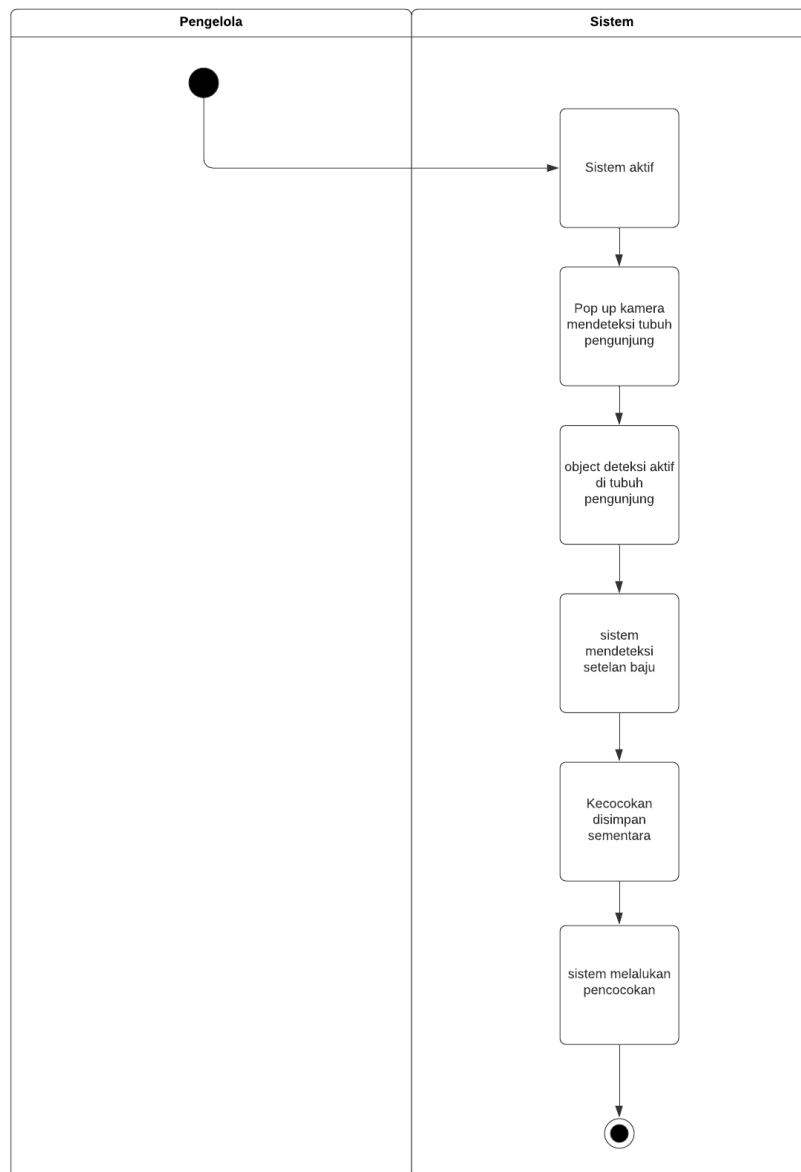 Pengelola
Sistem
Sistem aktif
Pop up kamera
mendeteksi tubuh
pengunjung
object deteksi aktif
di tubuh
pengunjung
sistem
mendeteksi
setelan baju
Kecocokan
disimpan
sementara
sistem melalukan
pencocokan